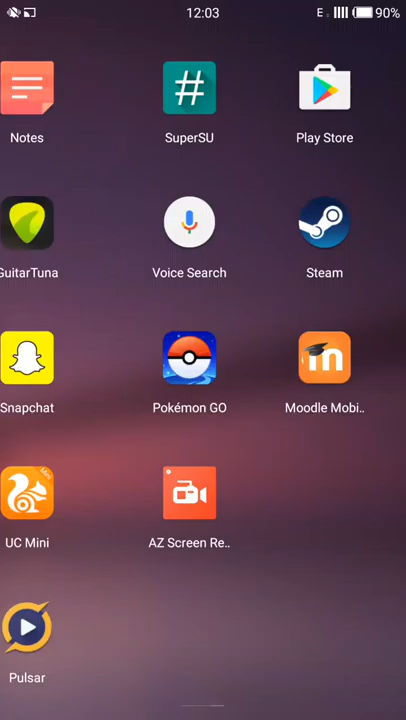 12:03
E
90%
Notes
SuperSU
Play Store
GuitarTuna
Voice Search
Steam
Snapchat
Pokémon GO
m
Moodle Mobi..
Mini
UC Mini
AZ Screen Re..
Pulsar